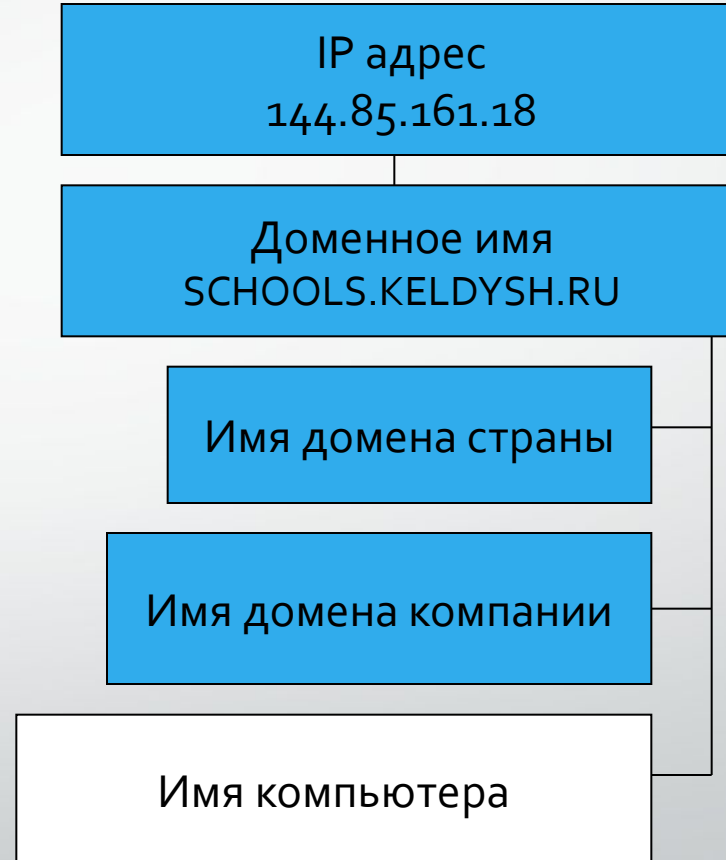 IP адрес
144.85.161.18
Доменное имя
SCHOOLS.KELDYSH.RU
Имя домена страны
Имя домена компании
Имя компьютера